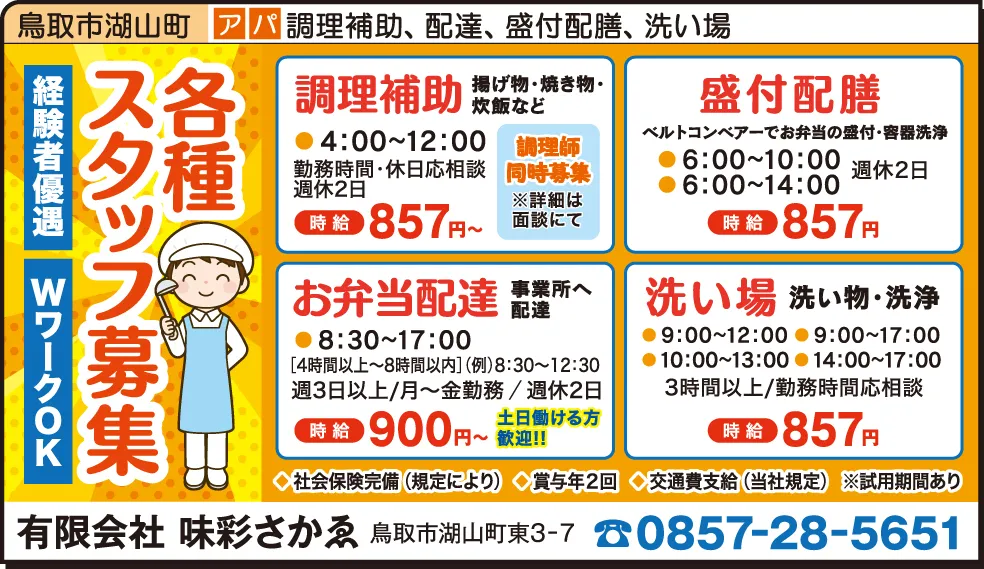 鳥取市湖山町 アパ 調理補助、配達、盛付配膳、洗い場
各種
スタッフ募集
経験者優遇
WワークOK
調理補助 揚げ物・焼き物・
炊飯など
●4:00~12:00
勤務時間・休日応相談
週休2日
時給 857円~
調理師
同時募集
※詳細は
面談にて
盛付配膳
ベルトコンベアーでお弁当の盛付・容器洗浄
●6:00~10:00
●6:00~14:00
週休2日
時給 857円
お弁当配達 事業所へ
配達
●8:30~17:00
[4時間以上~8時間以内](例)8:30~12:30
週3日以上/月~金勤務/週休2日
時給 900円~
土日働ける方
歓迎!!
洗い場 洗い物・洗浄
●9:00~12:00 ●9:00~17:00
●10:00~13:00 ●14:00~17:00
3時間以上/勤務時間応相談
時給 857円
◇社会保険完備(規定により) ◇賞与年2回 ◇交通費支給(当社規定) ※試用期間あり
有限会社 味彩さかゑ 鳥取市湖山町東3-7 ☎0857-28-5651